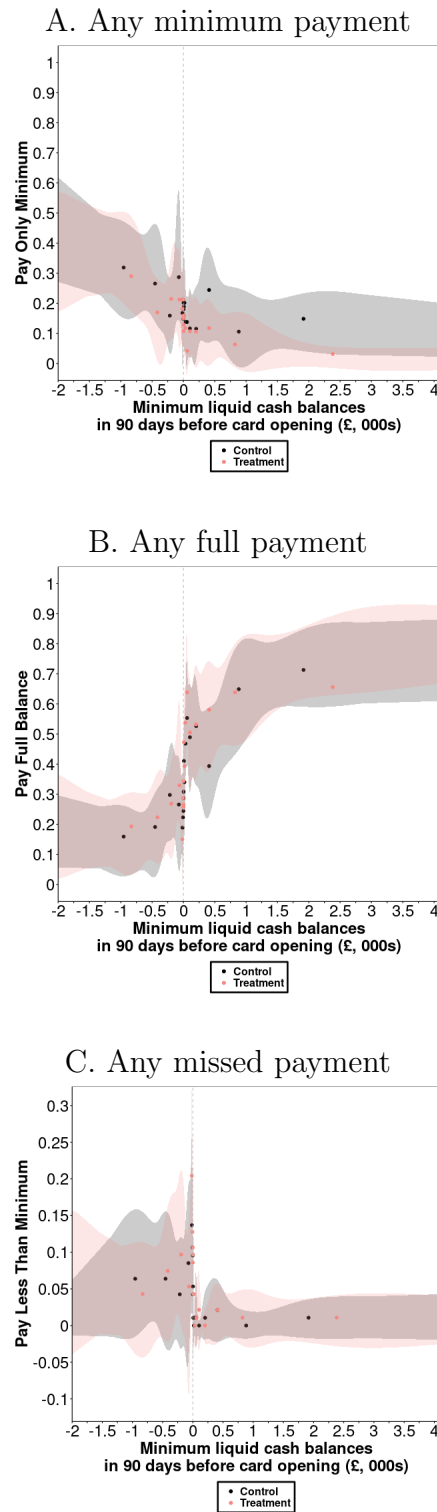 A. Any minimum payment
1
0.9
0.8
0.7
0.6
0.5
0.4
0.3
0.2
0.1
0
Pay Only Minimum
-2 -1.5 -1 -0.5 0 0.5 1 1.5 2 2.5 3 3.5 4
Minimum liquid cash balances
in 90 days before card opening (£, 000s)
Control
Treatment
B. Any full payment
1
0.9
0.8
0.7
0.6
0.5
0.4
0.3
0.2
0.1
0
Pay Full Balance
-2 -1.5 -1 -0.5 0 0.5 1 1.5 2 2.5 3 3.5 4
Minimum liquid cash balances
in 90 days before card opening (£, 000s)
Control
Treatment
C. Any missed payment
0.3
0.25
0.2
0.15
0.1
0.05
0
-0.05
-0.1
Pay Less Than Minimum
-2 -1.5 -1 -0.5 0 0.5 1 1.5 2 2.5 3 3.5 4
Minimum liquid cash balances
in 90 days before card opening (£, 000s)
Control
Treatment